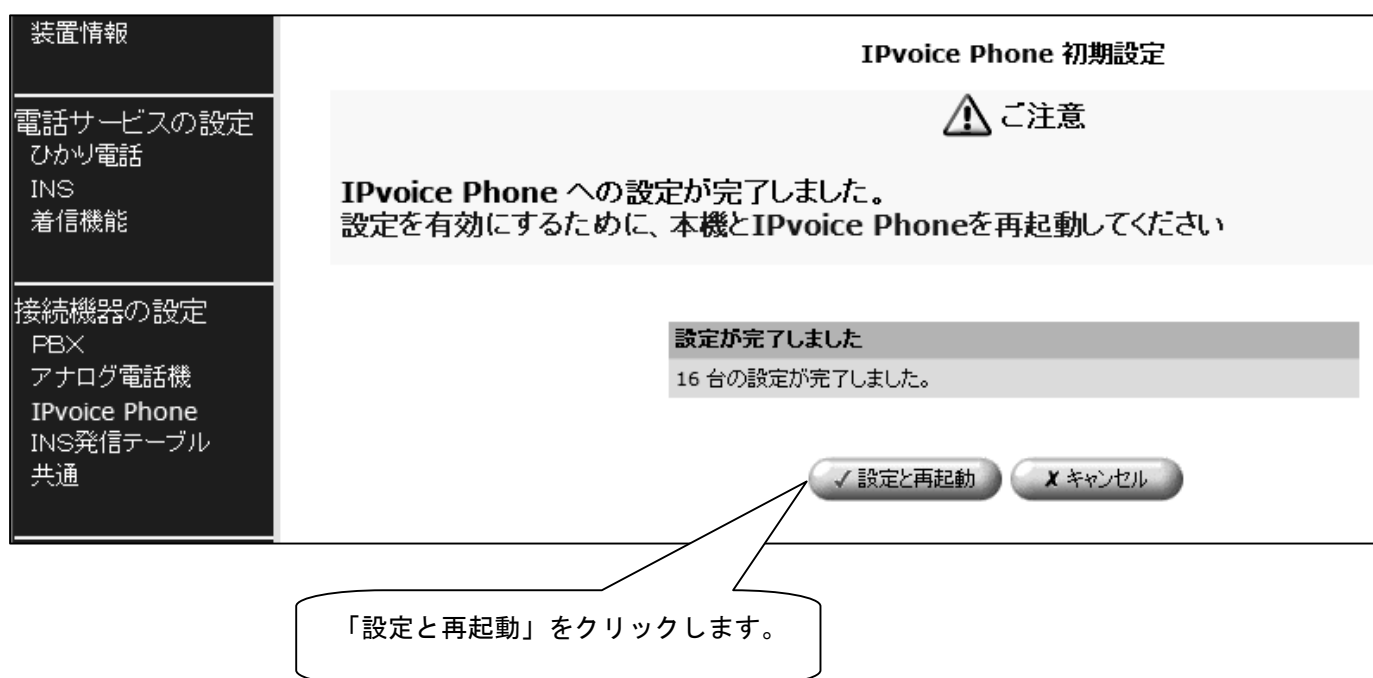 装置情報
電話サービスの設定
ひかり電話
INS
着信機能
接続機器の設定
PBX
アナログ電話機
IPvoice Phone
INS発信テーブル
共通
IPvoice Phone 初期設定
ご注意
IPvoice Phone への設定が完了しました。
設定を有効にするために、本機とIPvoice Phoneを再起動してください
設定が完了しました
16 台の設定が完了しました。
✓ 設定と再起動
✗ キャンセル
「設定と再起動」をクリックします。